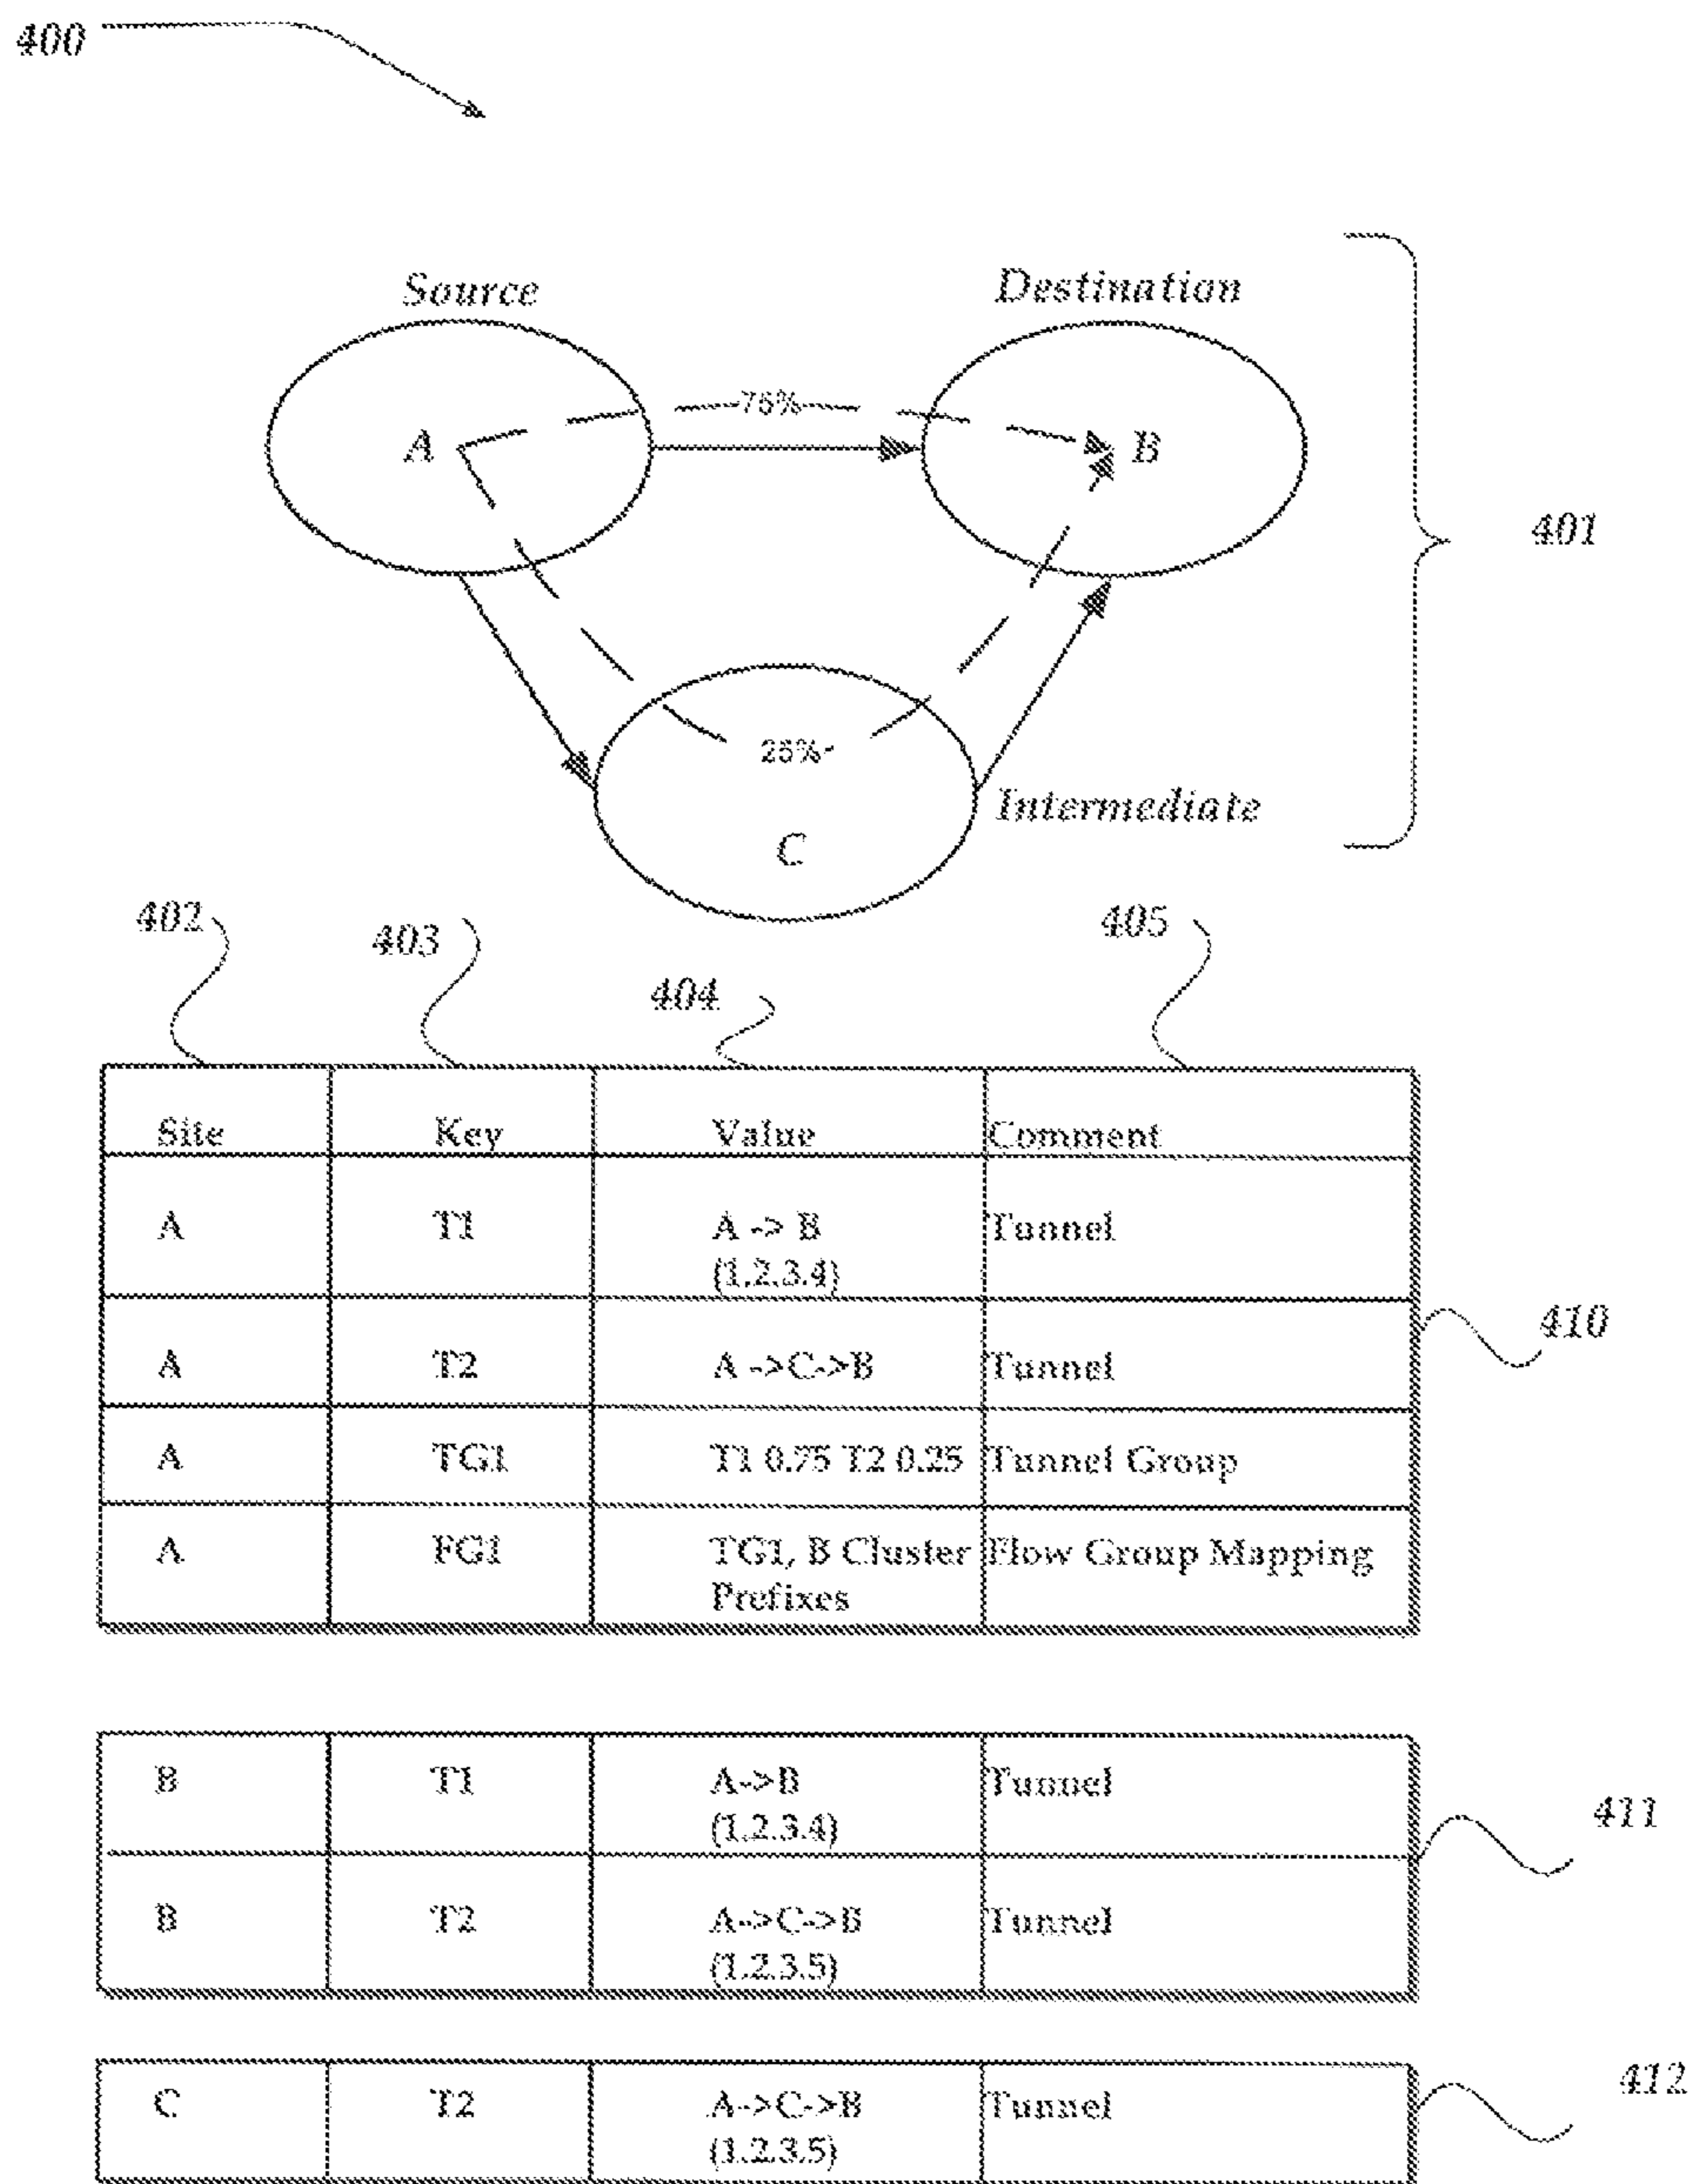 400
Source
Destination
75%
A
B
401
25%
Intermediate
C
402
403
404
405
Site Key Value Comment
A T1 A -> B Tunnel
(1.2.3.4)
410
A T2 A ->C->B Tunnel
A TG1 T1 0.75 T2 0.25 Tunnel Group
A FG1 TG1, B Cluster Flow Group Mapping
Prefixes
B T1 A->B Tunnel
(1.2.3.4)
411
B T2 A->C->B Tunnel
(1.2.3.5)
C T2 A->C->B Tunnel
(1.2.3.5)
412